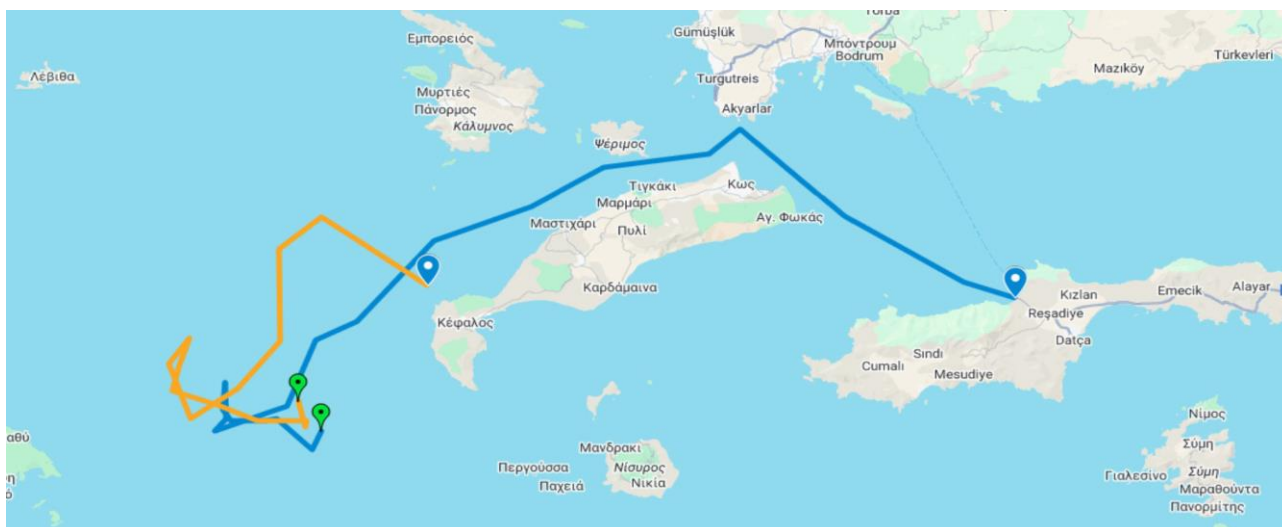 Torba
Gümüşlük
Μπόντρουμ
Bodrum
Türkevleri
Mazıköy
Εμπορειός
Λέβιθα
Turgutreis
Μυρτιές
Πάνορμος
Κάλυμνος
Akyarlar
Ψέριμος
Τιγκάκι
Κως
Μαρμάρι
Μαστιχάρι
Πυλί
Αγ. Φωκάς
Καρδάμαινα
Κέφαλος
Kızlan
Emecik
Alayar
Reşadiye
Datça
Sındı
Cumalı
Mesudiye
Νίμος
αθύ
Μανδρακι
Σύμη
Περγούσσα
Νίσυρος
Γιαλεσίνο
Σύμη
Παχειά
Νικία
Μαραθούντα
Πανορμίτης